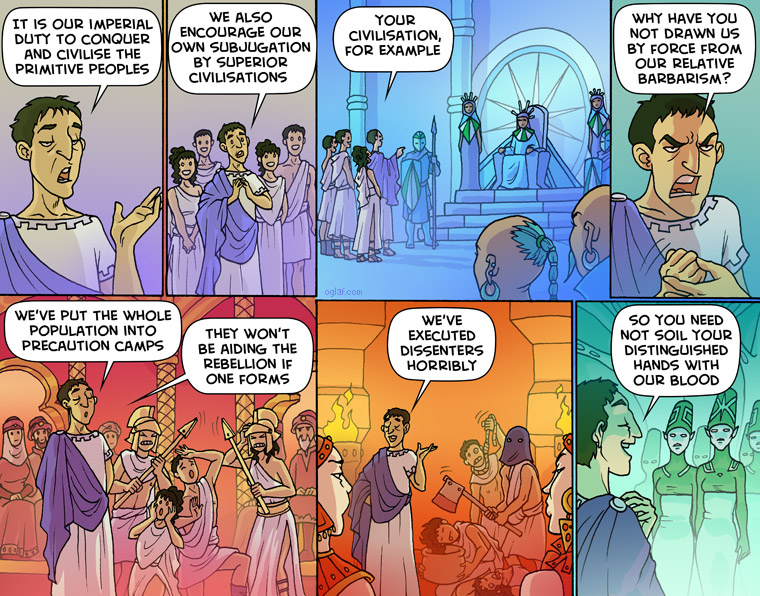 IT IS OUR IMPERIAL
DUTY TO CONQUER
AND CIVILISE THE
PRIMITIVE PEOPLES
WE ALSO
ENCOURAGE OUR
OWN SUBJUGATION
BY SUPERIOR
CIVILISATIONS
YOUR
CIVILISATION,
FOR EXAMPLE
oglaf.com
WHY HAVE YOU
NOT DRAWN US
BY FORCE FROM
OUR RELATIVE
BARBARISM?
WE'VE PUT THE WHOLE
POPULATION INTO
PRECAUTION CAMPS
THEY WON'T
BE AIDING THE
REBELLION IF
ONE FORMS
WE'VE
EXECUTED
DISSENTERS
HORRIBLY
SO YOU NEED
NOT SOIL YOUR
DISTINGUISHED
HANDS WITH
OUR BLOOD